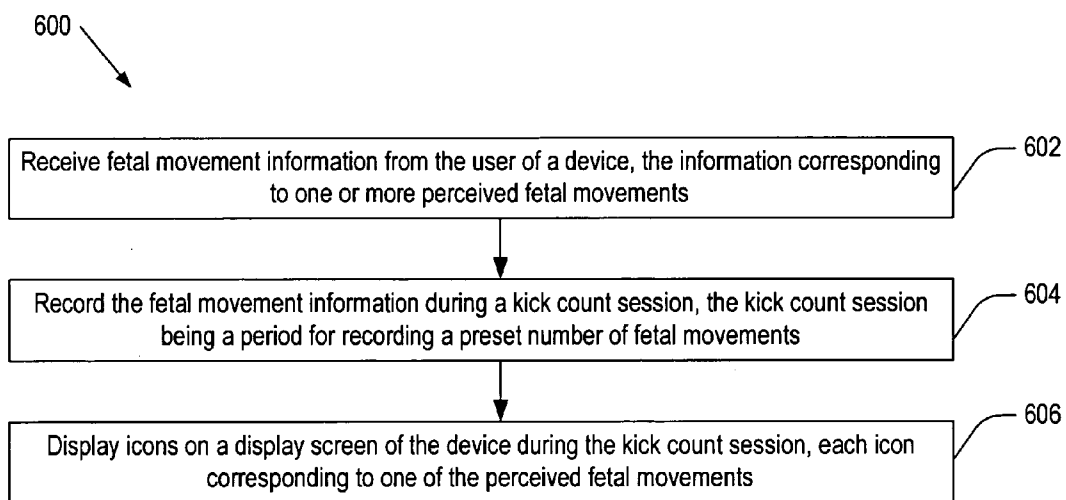 600
Receive fetal movement information from the user of a device, the information corresponding
to one or more perceived fetal movements
602
Record the fetal movement information during a kick count session, the kick count session
being a period for recording a preset number of fetal movements
604
Display icons on a display screen of the device during the kick count session, each icon
corresponding to one of the perceived fetal movements
606